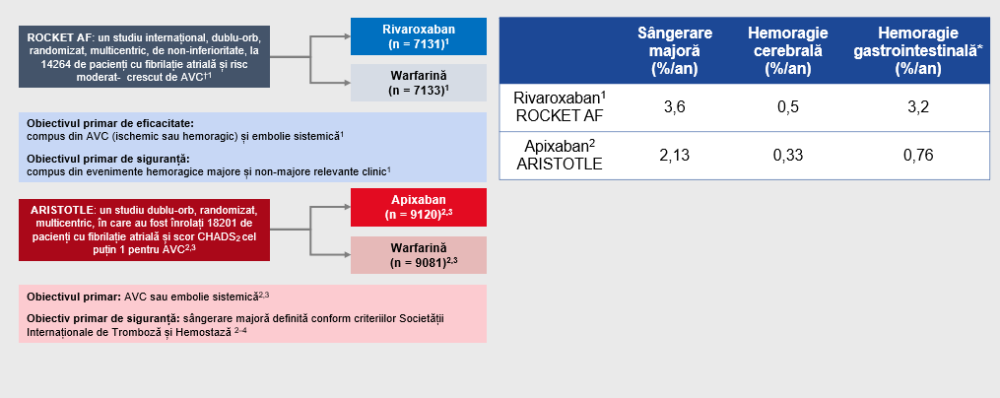 ROCKET AF: un studiu internațional, dublu-orb,
randomizat, multicentric, de non-inferioritate, la
14264 de pacienți cu fibrilație atrială și risc
moderat-´ crescut de AVC†1
Rivaroxaban
(n = 7131)1
Warfarină
(n = 7133)1
Obiectivul primar de eficacitate:
compus din AVC (ischemic sau hemoragic) și embolie sistemică1
Obiectivul primar de siguranță:
compus din evenimente hemoragice majore și non-majore relevante clinic1
ARISTOTLE: un studiu dublu-orb, randomizat,
multicentric, în care au fost înrolați 18201 de
pacienți cu fibrilație atrială și scor CHADS2 cel
puțin 1 pentru AVC2,3
Apixaban
(n = 9120)2,3
Warfarină
(n = 9081)2,3
Obiectivul primar: AVC sau embolie sistemică2,3
Obiectiv primar de siguranță: sângerare majoră definită conform criteriilor Societății
Internaționale de Tromboză și Hemostază 2–4
Sângerare majoră (%/an)
Hemoragie cerebrală (%/an)
Hemoragie gastrointestinală* (%/an)
Rivaroxaban1 ROCKET AF 3,6 0,5 3,2
Apixaban2 ARISTOTLE 2,13 0,33 0,76